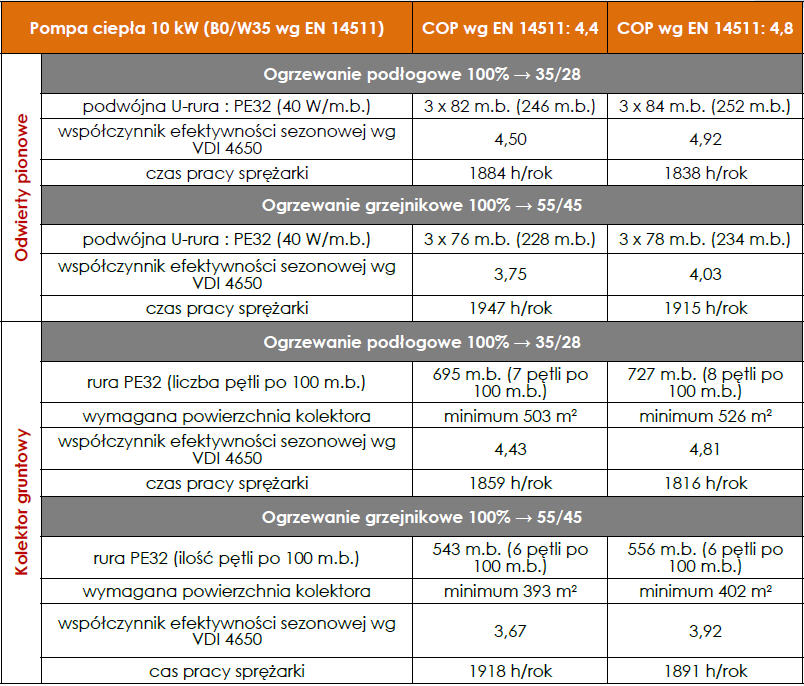 Pompa ciepła 10 kW (B0/W35 wg EN 14511) COP wg EN 14511: 4,4 COP wg EN 14511: 4,8
Odwierty pionowe
Ogrzewanie podłogowe 100% → 35/28
podwójna U-rura : PE32 (40 W/m.b.) 3 x 82 m.b. (246 m.b.) 3 x 84 m.b. (252 m.b.)
współczynnik efektywności sezonowej wg
VDI 4650 4,50 4,92
czas pracy sprężarki 1884 h/rok 1838 h/rok
Ogrzewanie grzejnikowe 100% → 55/45
podwójna U-rura : PE32 (40 W/m.b.) 3 x 76 m.b. (228 m.b.) 3 x 78 m.b. (234 m.b.)
współczynnik efektywności sezonowej wg
VDI 4650 3,75 4,03
czas pracy sprężarki 1947 h/rok 1915 h/rok
Kolektor gruntowy
Ogrzewanie podłogowe 100% → 35/28
rura PE32 (liczba pętli po 100 m.b.) 695 m.b. (7 pętli po 727 m.b. (8 pętli po
100 m.b.) 100 m.b.)
wymagana powierzchnia kolektora minimum 503 m² minimum 526 m²
współczynnik efektywności sezonowej wg
VDI 4650 4,43 4,81
czas pracy sprężarki 1859 h/rok 1816 h/rok
Ogrzewanie grzejnikowe 100% → 55/45
rura PE32 (ilość pętli po 100 m.b.) 543 m.b. (6 pętli po 556 m.b. (6 pętli po
100 m.b.) 100 m.b.)
wymagana powierzchnia kolektora minimum 393 m² minimum 402 m²
współczynnik efektywności sezonowej wg
VDI 4650 3,67 3,92
cas pracy sprężarki 1918 h/rok 1891 h/rok